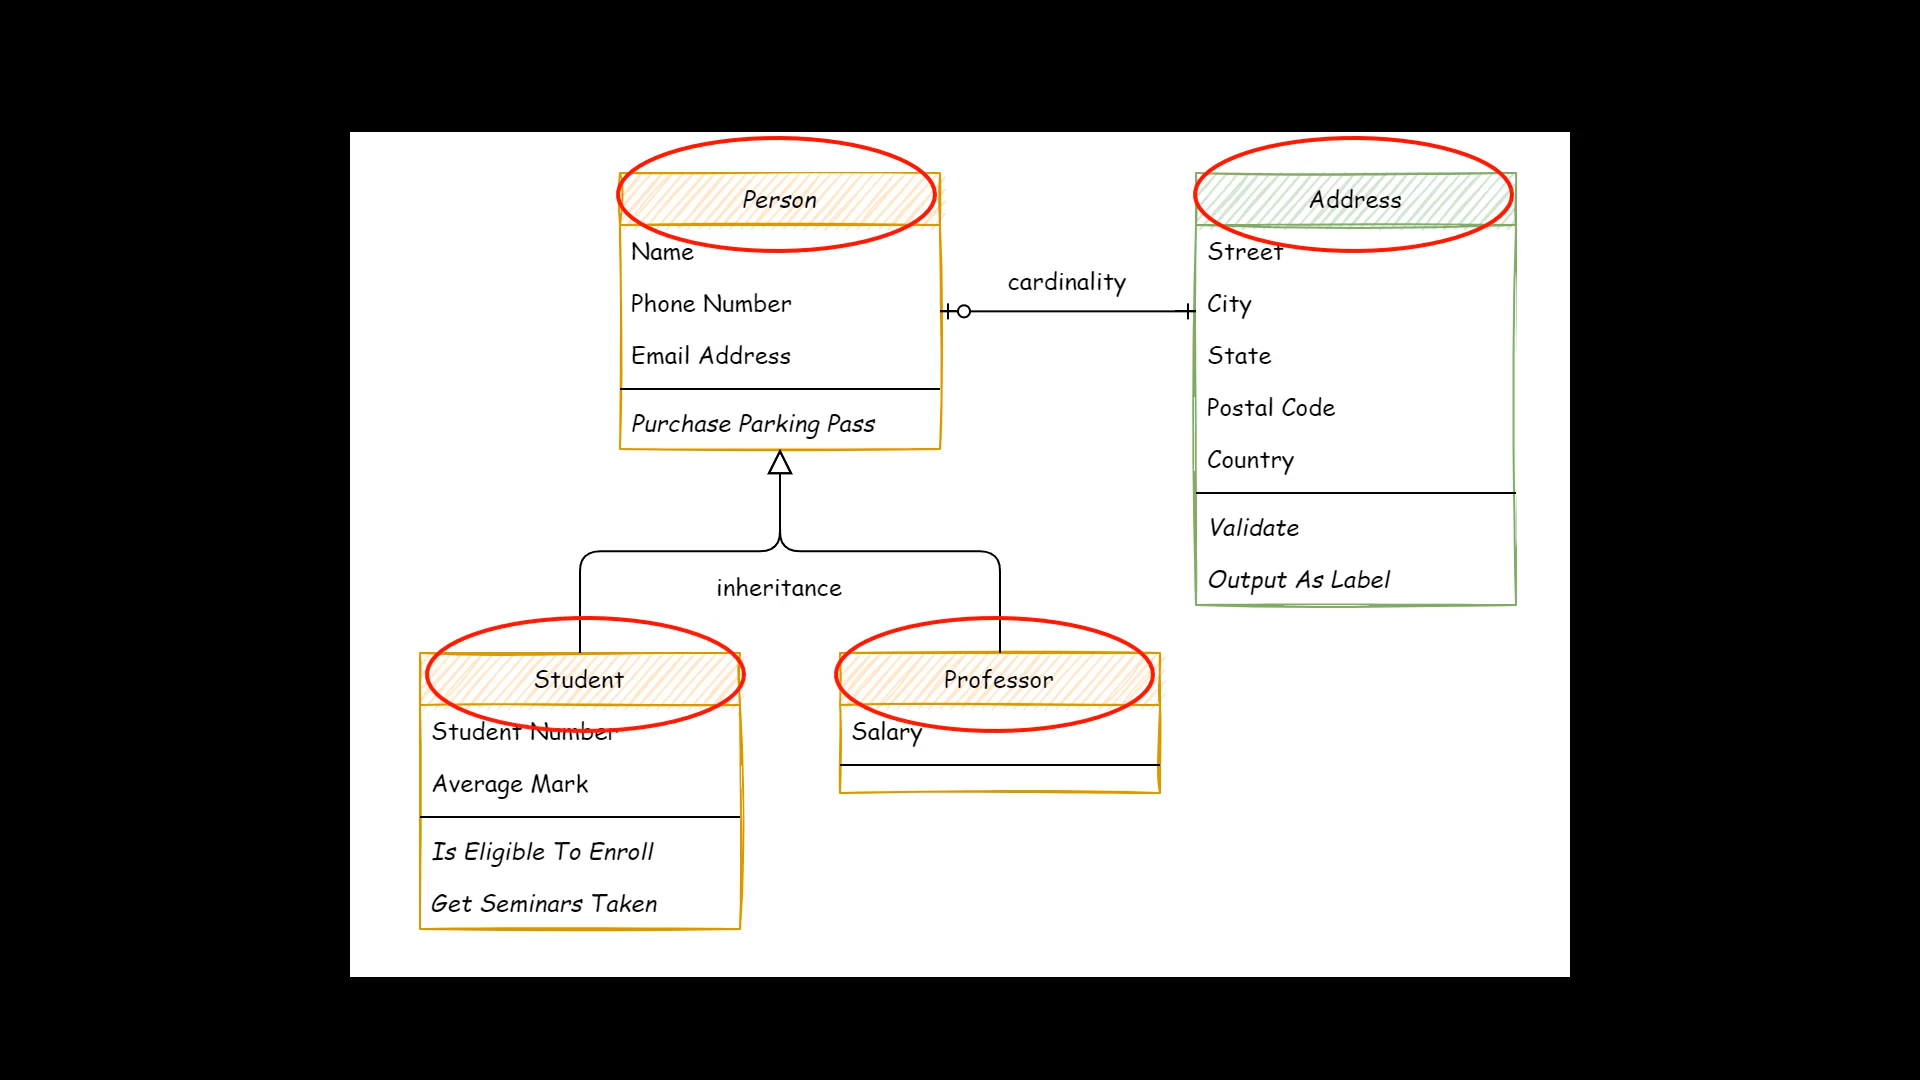 Person
Name
Phone Number
Email Address
Purchase Parking Pass
cardinality
Address
Street
City
State
Postal Code
Country
Validate
Output As Label
inheritance
Student
Student Number
Average Mark
Is Eligible To Enroll
Get Seminars Taken
Professor
Salary